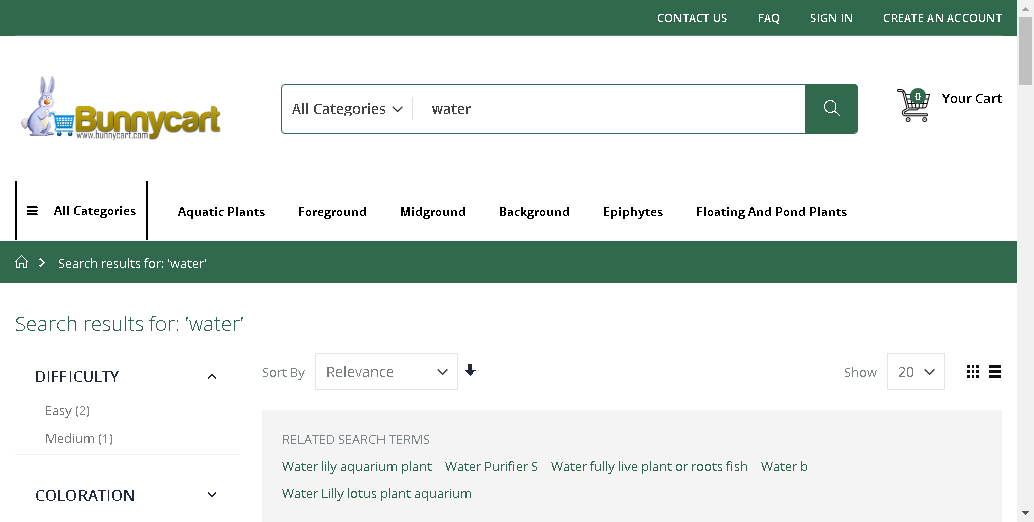 CONTACT US FAQ SIGN IN CREATE AN ACCOUNT
Bunnycart
www.bunnycart.com
All Categories water
0 Your Cart
All Categories Aquatic Plants Foreground Midground Background Epiphytes Floating And Pond Plants
Search results for: 'water'
Search results for: 'water'
DIFFICULTY
Easy (2)
Medium (1)
COLORATION
Sort By Relevance Show 20
RELATED SEARCH TERMS
Water lily aquarium plant Water Purifier S Water fully live plant or roots fish Water b
Water Lilly lotus plant aquarium